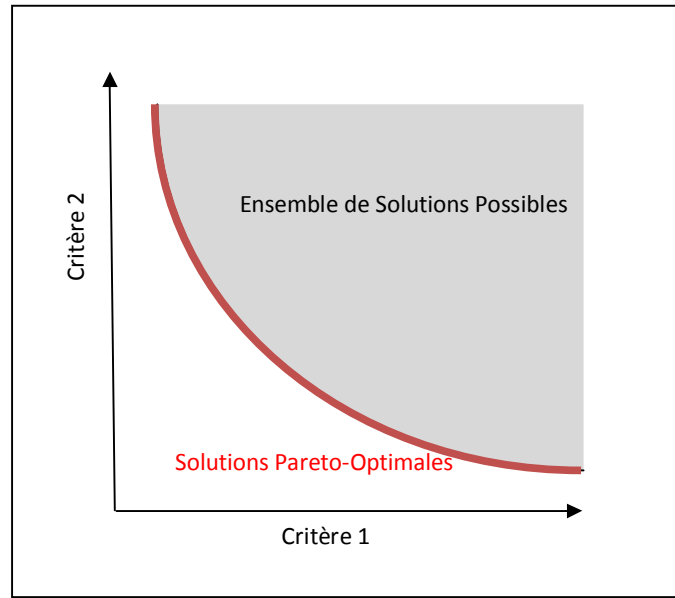 Critère 2
Ensemble de Solutions Possibles
Solutions Pareto-Optimales
Critère 1